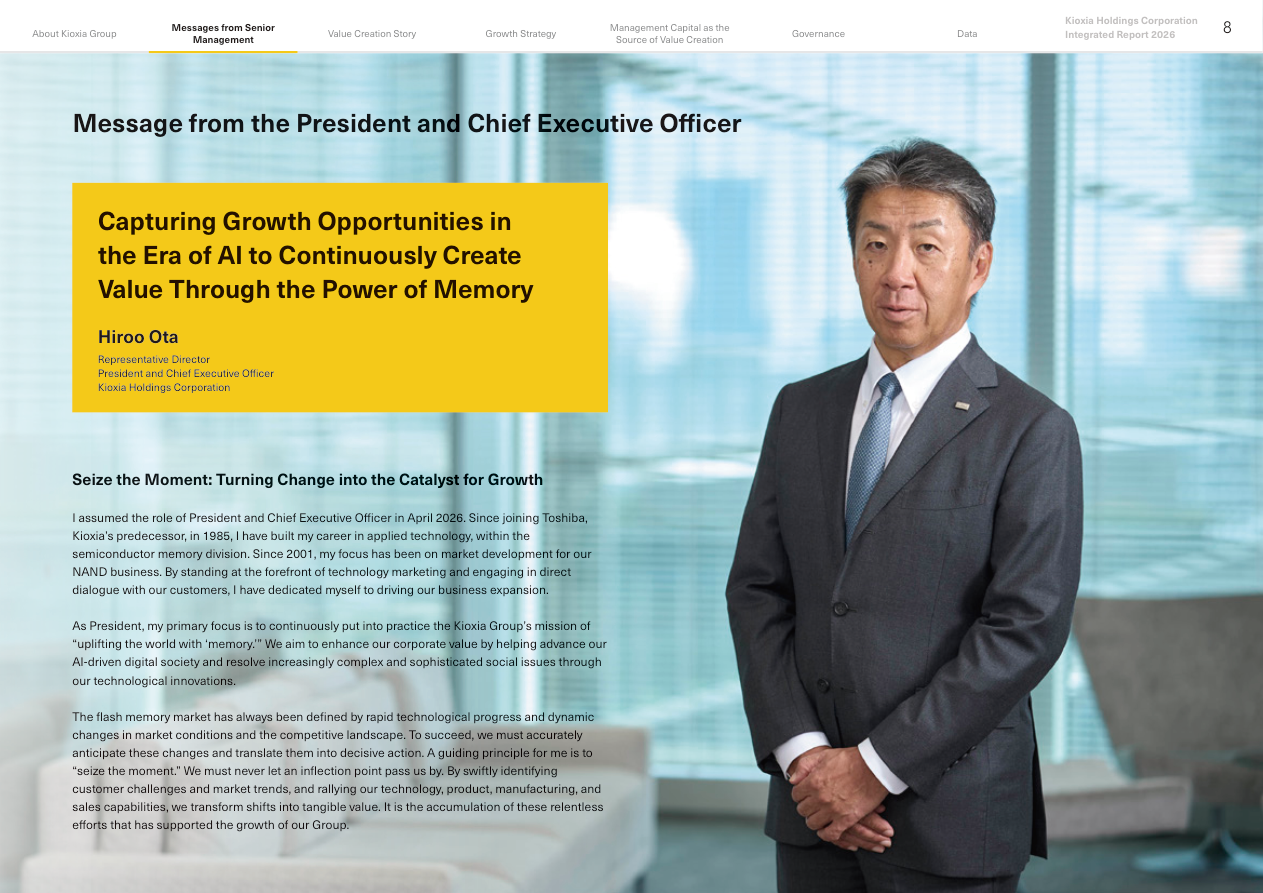 About Kioxia Group
Messages from Senior
Management
Value Creation Story
Growth Strategy
Management Capital as the
Source of Value Creation
Governance
Data
Kioxia Holdings Corporation
Integrated Report 2026
8
Message from the President and Chief Executive Officer
Capturing Growth Opportunities in
the Era of AI to Continuously Create
Value Through the Power of Memory
Hiroo Ota
Representative Director
President and Chief Executive Officer
Kioxia Holdings Corporation
Seize the Moment: Turning Change into the Catalyst for Growth
I assumed the role of President and Chief Executive Officer in April 2026. Since joining Toshiba,
Kioxia’s predecessor, in 1985, I have built my career in applied technology, within the
semiconductor memory division. Since 2001, my focus has been on market development for our
NAND business. By standing at the forefront of technology marketing and engaging in direct
dialogue with our customers, I have dedicated myself to driving our business expansion.
As President, my primary focus is to continuously put into practice the Kioxia Group’s mission of
“uplifting the world with ‘memory.’” We aim to enhance our corporate value by helping advance our
AI-driven digital society and resolve increasingly complex and sophisticated social issues through
our technological innovations.
The flash memory market has always been defined by rapid technological progress and dynamic
changes in market conditions and the competitive landscape. To succeed, we must accurately
anticipate these changes and translate them into decisive action. A guiding principle for me is to
“seize the moment.” We must never let an inflection point pass us by. By swiftly identifying
customer challenges and market trends, and rallying our technology, product, manufacturing, and
sales capabilities, we transform shifts into tangible value. It is the accumulation of these relentless
efforts that has supported the growth of our Group.